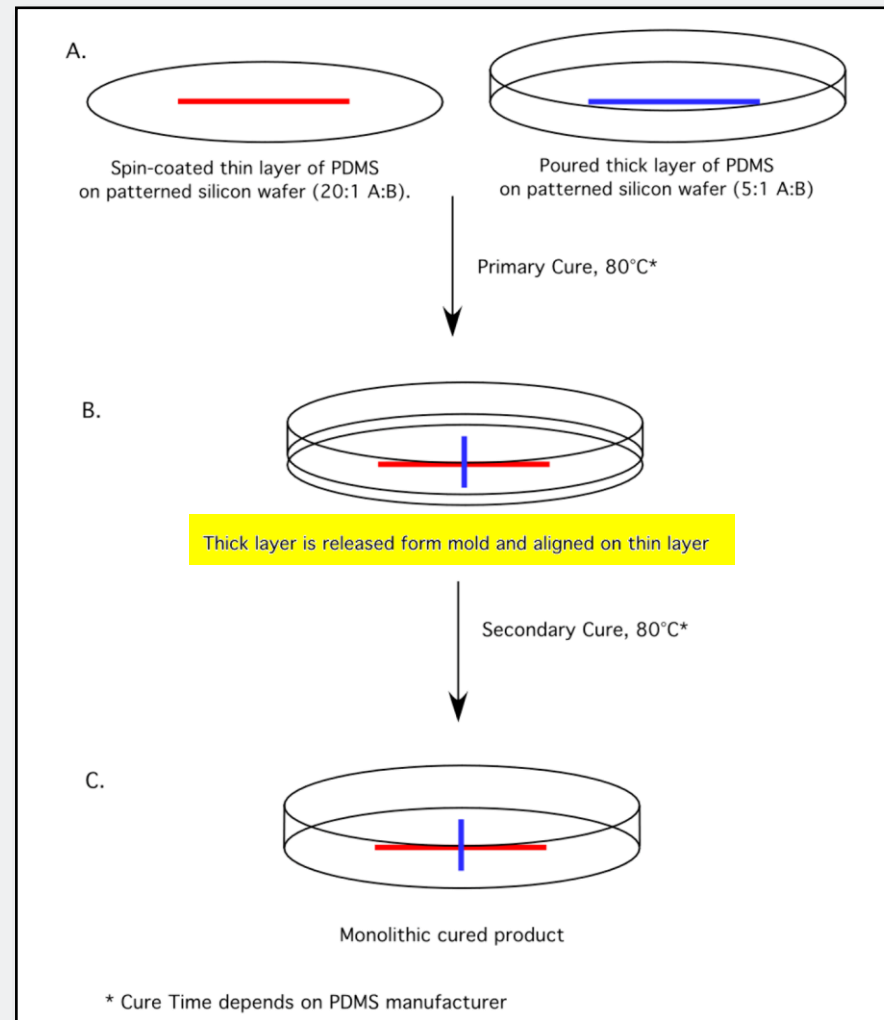 A.
Spin-coated thin layer of PDMS
on patterned silicon wafer (20:1 A:B).
Poured thick layer of PDMS
on patterned silicon wafer (5:1 A:B)
Primary Cure, 80°C*
B.
Thick layer is released form mold and aligned on thin layer
Secondary Cure, 80°C*
C.
Monolithic cured product
* Cure Time depends on PDMS manufacturer